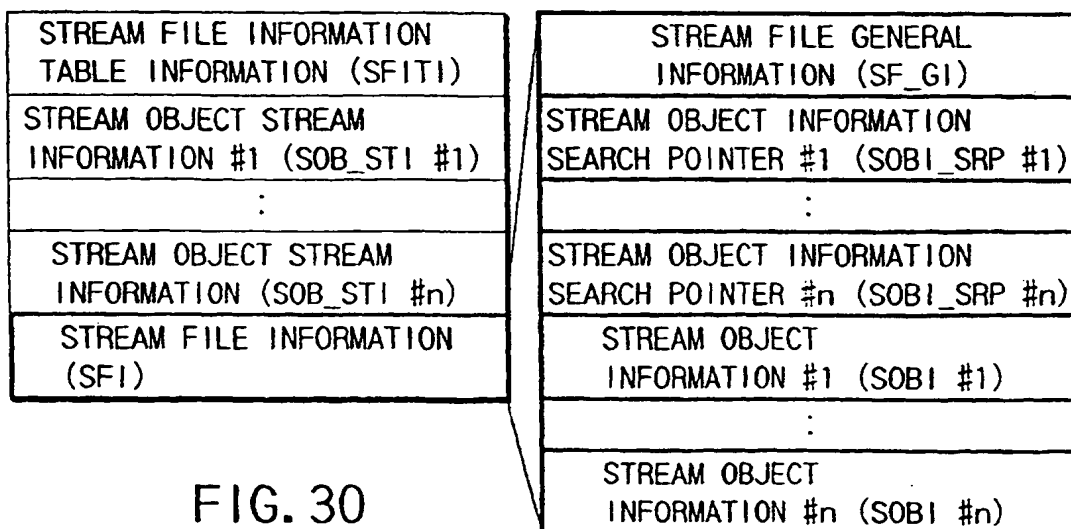 STREAM FILE INFORMATION
TABLE INFORMATION (SFITI)
STREAM OBJECT STREAM
INFORMATION #1 (SOB_STI #1)
:
STREAM OBJECT STREAM
INFORMATION (SOB_STI #n)
STREAM FILE INFORMATION
(SFI)
STREAM FILE GENERAL
INFORMATION (SF_GI)
STREAM OBJECT INFORMATION
SEARCH POINTER #1 (SOBI_SRP #1)
:
STREAM OBJECT INFORMATION
SEARCH POINTER #n (SOBI_SRP #n)
STREAM OBJECT
INFORMATION #1 (SOBI #1)
:
STREAM OBJECT
INFORMATION #n (SOBI #n)
FIG. 30